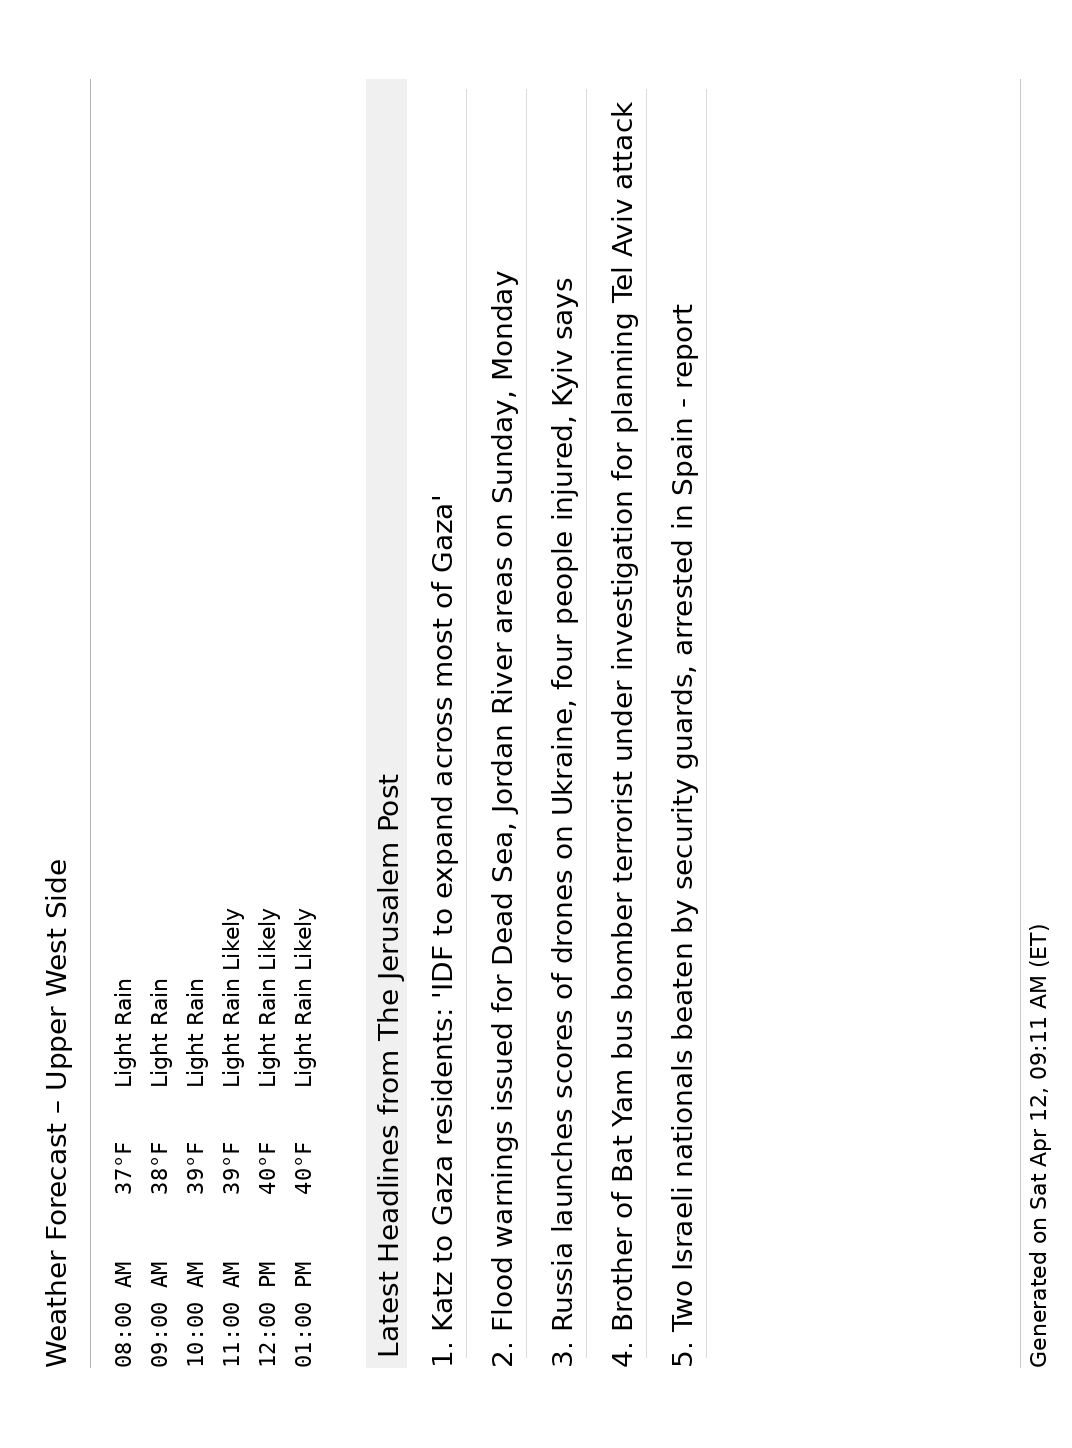 Weather Forecast – Upper West Side
08:00 AM 37°F Light Rain
09:00 AM 38°F Light Rain
10:00 AM 39°F Light Rain
11:00 AM 39°F Light Rain Likely
12:00 PM 40°F Light Rain Likely
01:00 PM 40°F Light Rain Likely
Latest Headlines from The Jerusalem Post
1. Katz to Gaza residents: 'IDF to expand across most of Gaza'
2. Flood warnings issued for Dead Sea, Jordan River areas on Sunday, Monday
3. Russia launches scores of drones on Ukraine, four people injured, Kyiv says
4. Brother of Bat Yam bus bomber terrorist under investigation for planning Tel Aviv attack
5. Two Israeli nationals beaten by security guards, arrested in Spain - report
Generated on Sat Apr 12, 09:11 AM (ET)